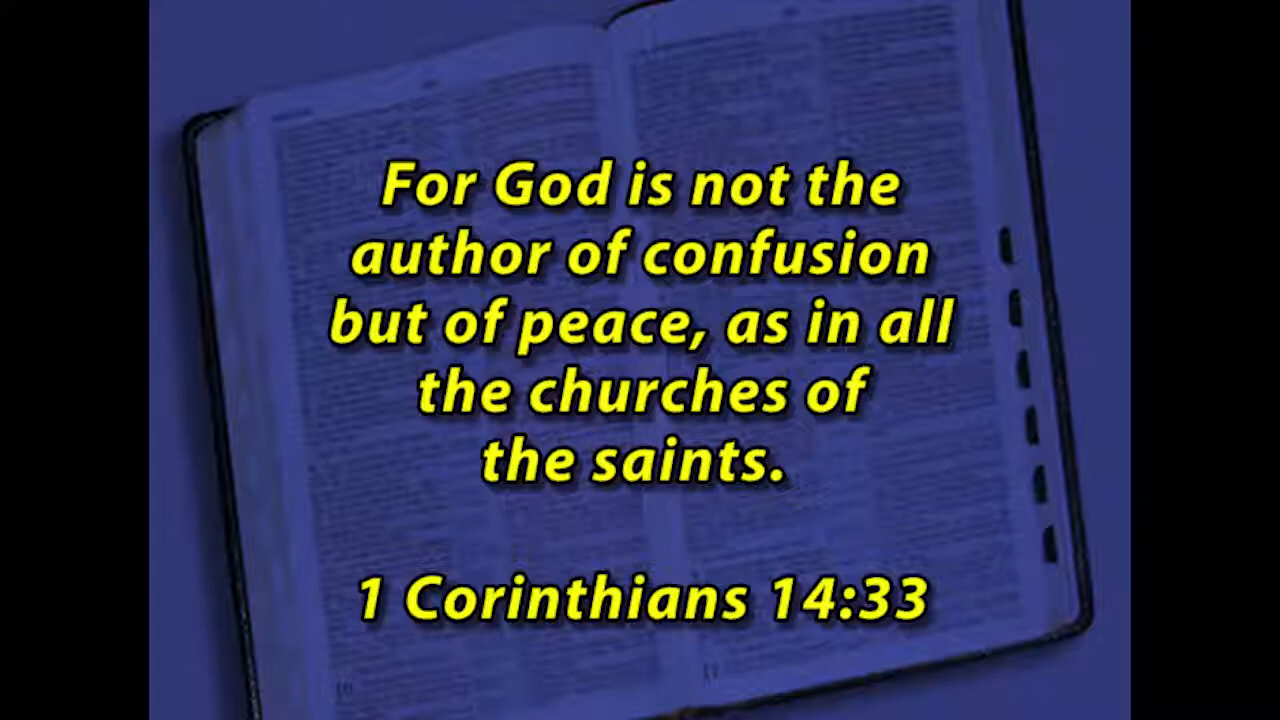 For God is not the
author of confusion
but of peace, as in all
the churches of
the saints.
1 Corinthians 14:33